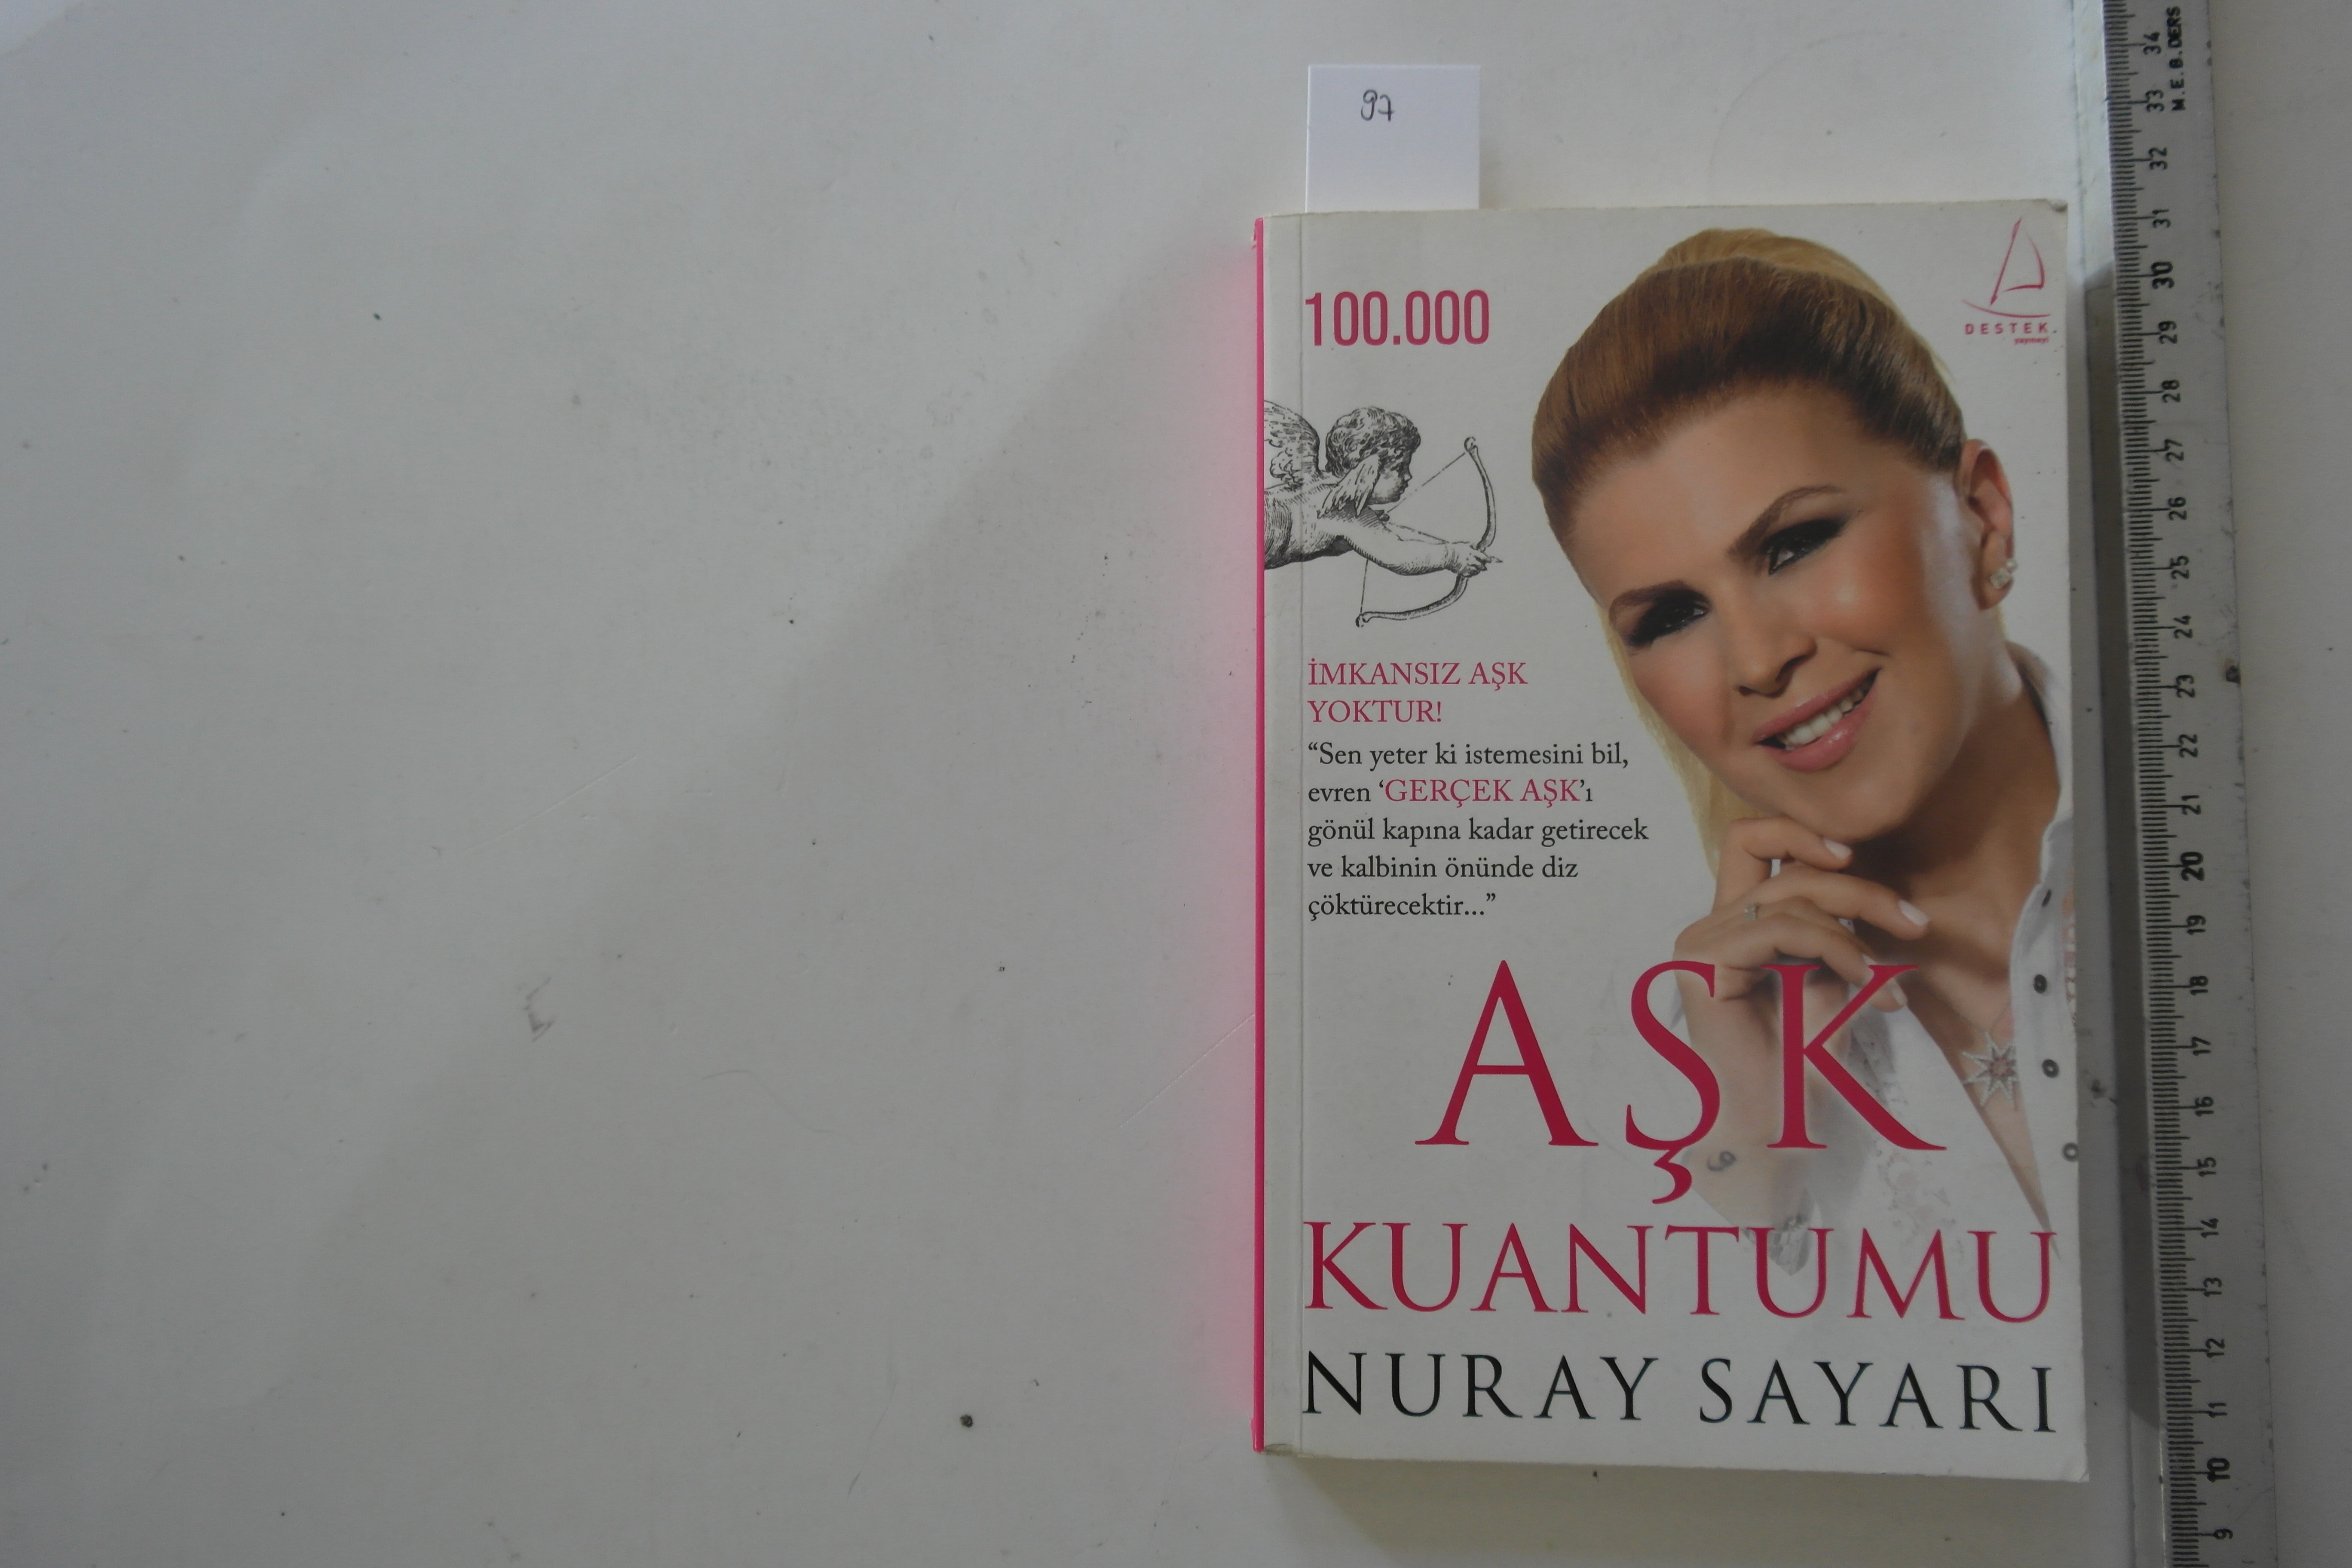 97
100.000
DESTEK.
yayınevi
İMKANSIZ AŞK
YOKTUR!
“Sen yeter ki istemesini bil,
evren ‘GERÇEK AŞK’ı
gönül kapına kadar getirecek
ve kalbinin önünde diz
çöktürecektir...”
AŞK
KUANTUMU
NURAY SAYARI
M.E.B.DERS
34
33
32
31
30
29
28
27
26
25
24
23
22
21
20
19
18
17
16
15
14
13
12
11
10
9